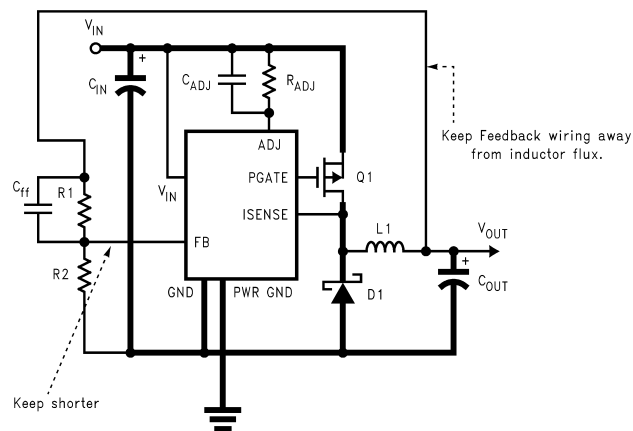 VIN
+
CIN
CADJ
RADJ
Keep Feedback wiring away
from inductor flux.
ADJ
PGATE
Q1
VIN
Cff
R1
ISENSE
L1
VOUT
FB
R2
+
COUT
GND
PWR GND
D1
Keep shorter